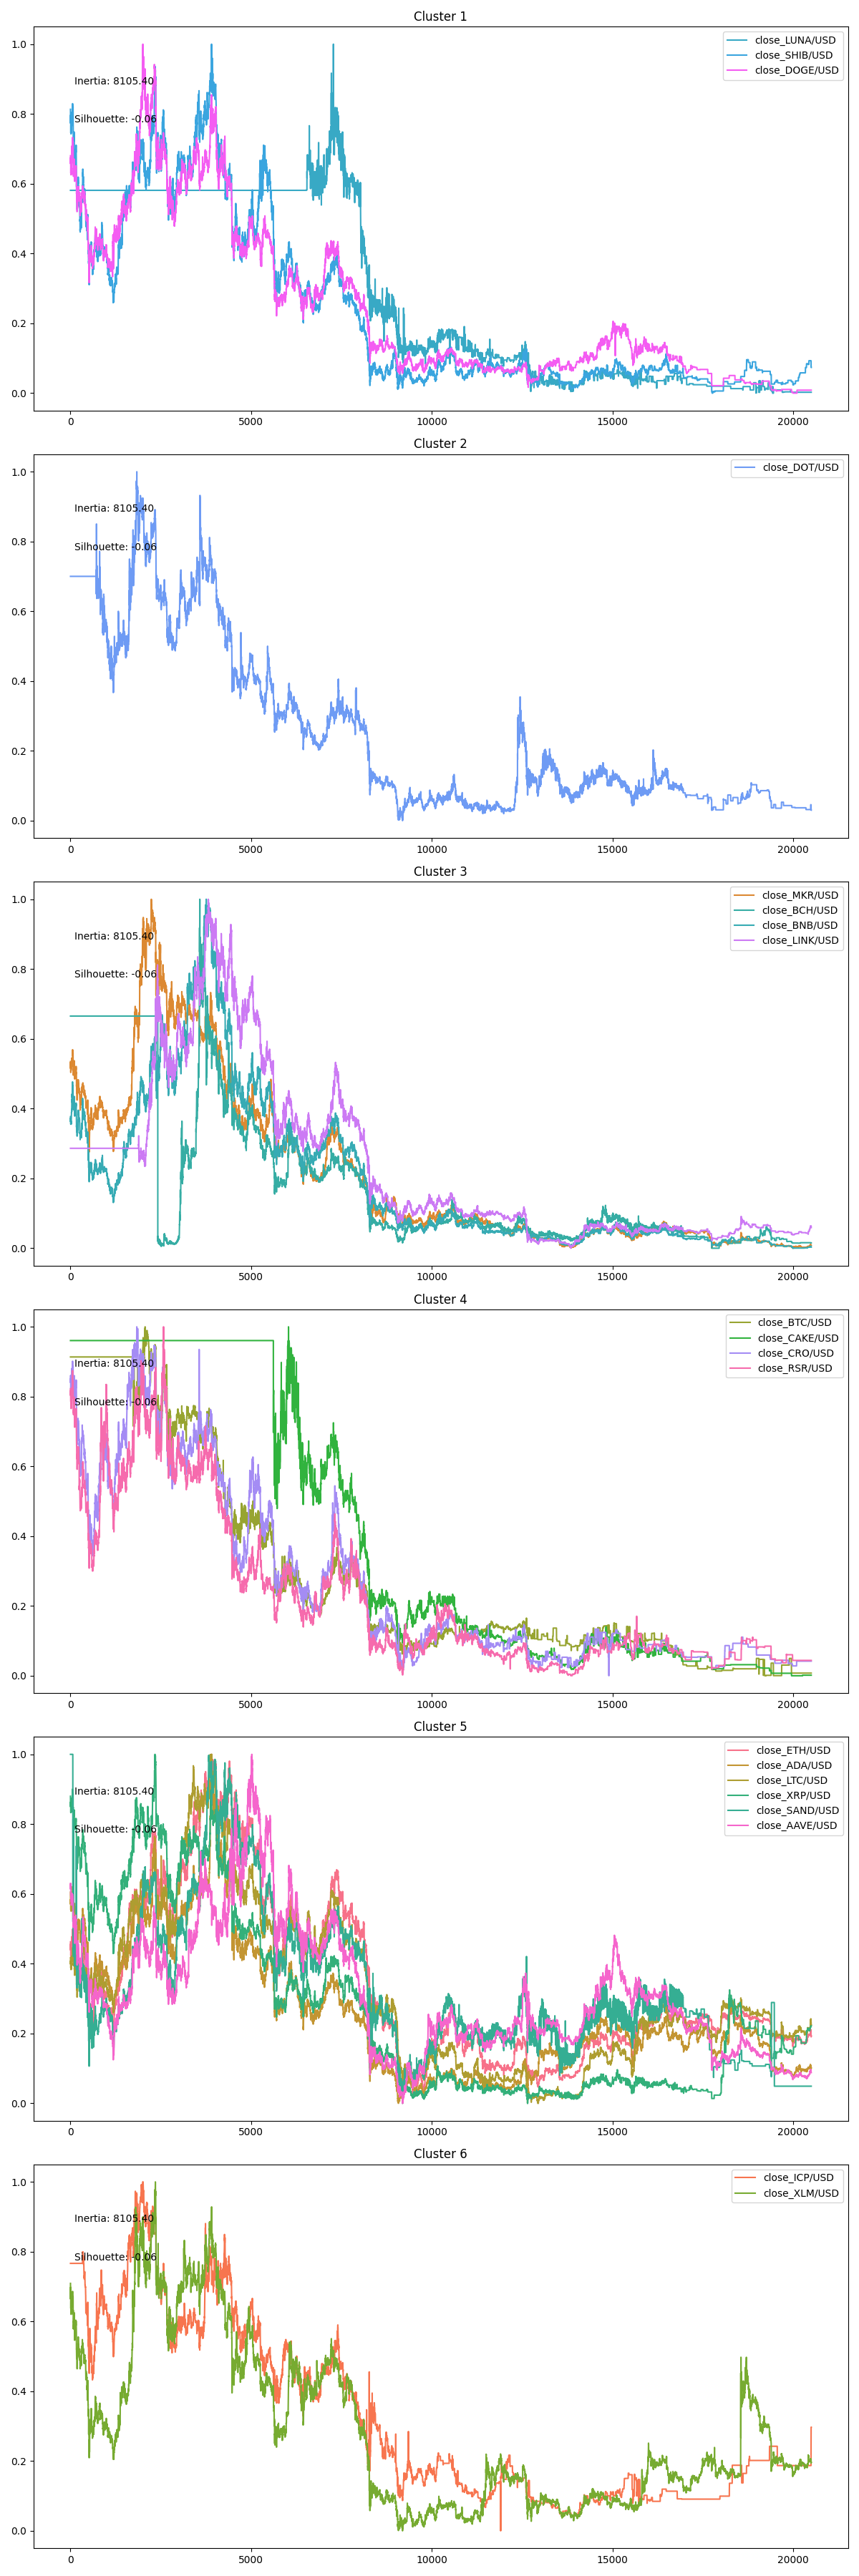 Cluster 1
close_LUNA/USD
close_SHIB/USD
close_DOGE/USD
Inertia: 8105.40
Silhouette: -0.06
1.0
0.8
0.6
0.4
0.2
0.0
0 5000 10000 15000 20000
Cluster 2
close_DOT/USD
Inertia: 8105.40
Silhouette: -0.06
1.0
0.8
0.6
0.4
0.2
0.0
0 5000 10000 15000 20000
Cluster 3
close_MKR/USD
close_BCH/USD
close_BNB/USD
close_LINK/USD
Inertia: 8105.40
Silhouette: -0.06
1.0
0.8
0.6
0.4
0.2
0.0
0 5000 10000 15000 20000
Cluster 4
close_BTC/USD
close_CAKE/USD
close_CRO/USD
close_RSR/USD
Inertia: 8105.40
Silhouette: -0.06
1.0
0.8
0.6
0.4
0.2
0.0
0 5000 10000 15000 20000
Cluster 5
close_ETH/USD
close_ADA/USD
close_LTC/USD
close_XRP/USD
close_SAND/USD
close_AAVE/USD
Inertia: 8105.40
Silhouette: -0.06
1.0
0.8
0.6
0.4
0.2
0.0
0 5000 10000 15000 20000
Cluster 6
close_ICP/USD
close_XLM/USD
Inertia: 8105.40
Silhouette: -0.06
1.0
0.8
0.6
0.4
0.2
0.0
0 5000 10000 15000 20000